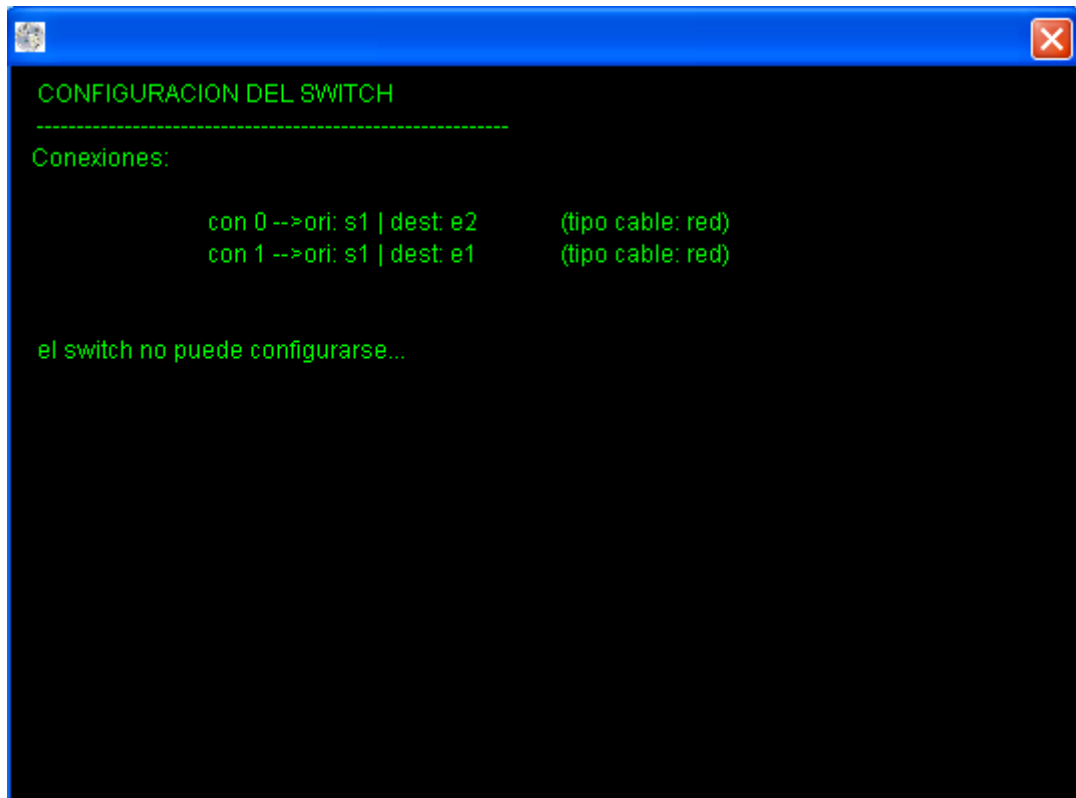 CONFIGURACION DEL SWITCH
-----------------------------------------------------------
Conexiones:
con 0 -->ori: s1 | dest: e2 (tipo cable: red)
con 1 -->ori: s1 | dest: e1 (tipo cable: red)
el switch no puede configurarse...